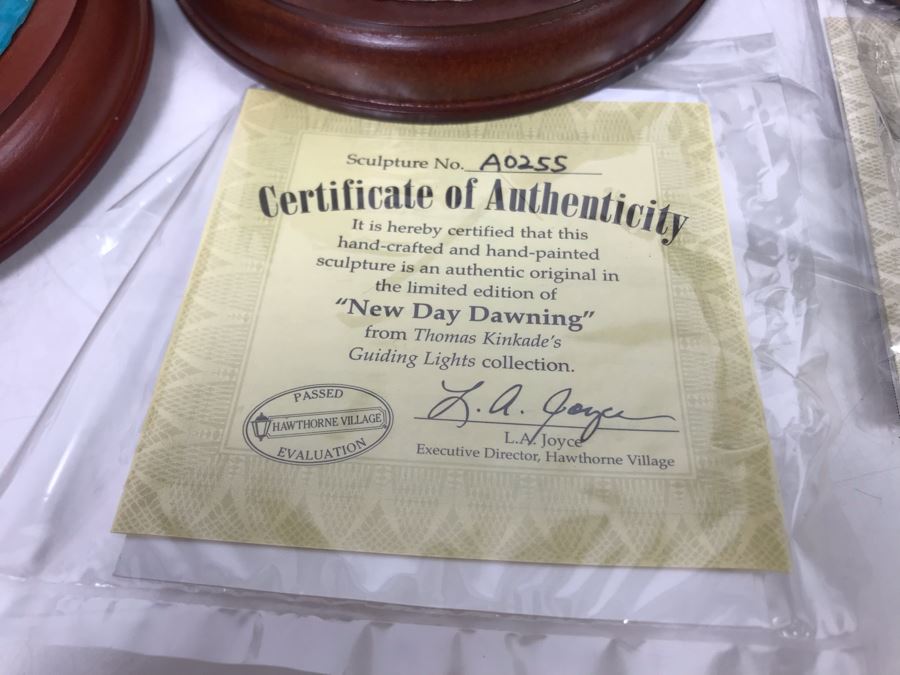 Sculpture No. A0255
Certificate of Authenticity
It is hereby certified that this
hand-crafted and hand-painted
sculpture is an authentic original in
the limited edition of
“New Day Dawning”
from Thomas Kinkade's
Guiding Lights collection.
PASSED
HAWTHORNE VILLAGE
EVALUATION
L. A. Joyce
L.A. Joyce
Executive Director, Hawthorne Village